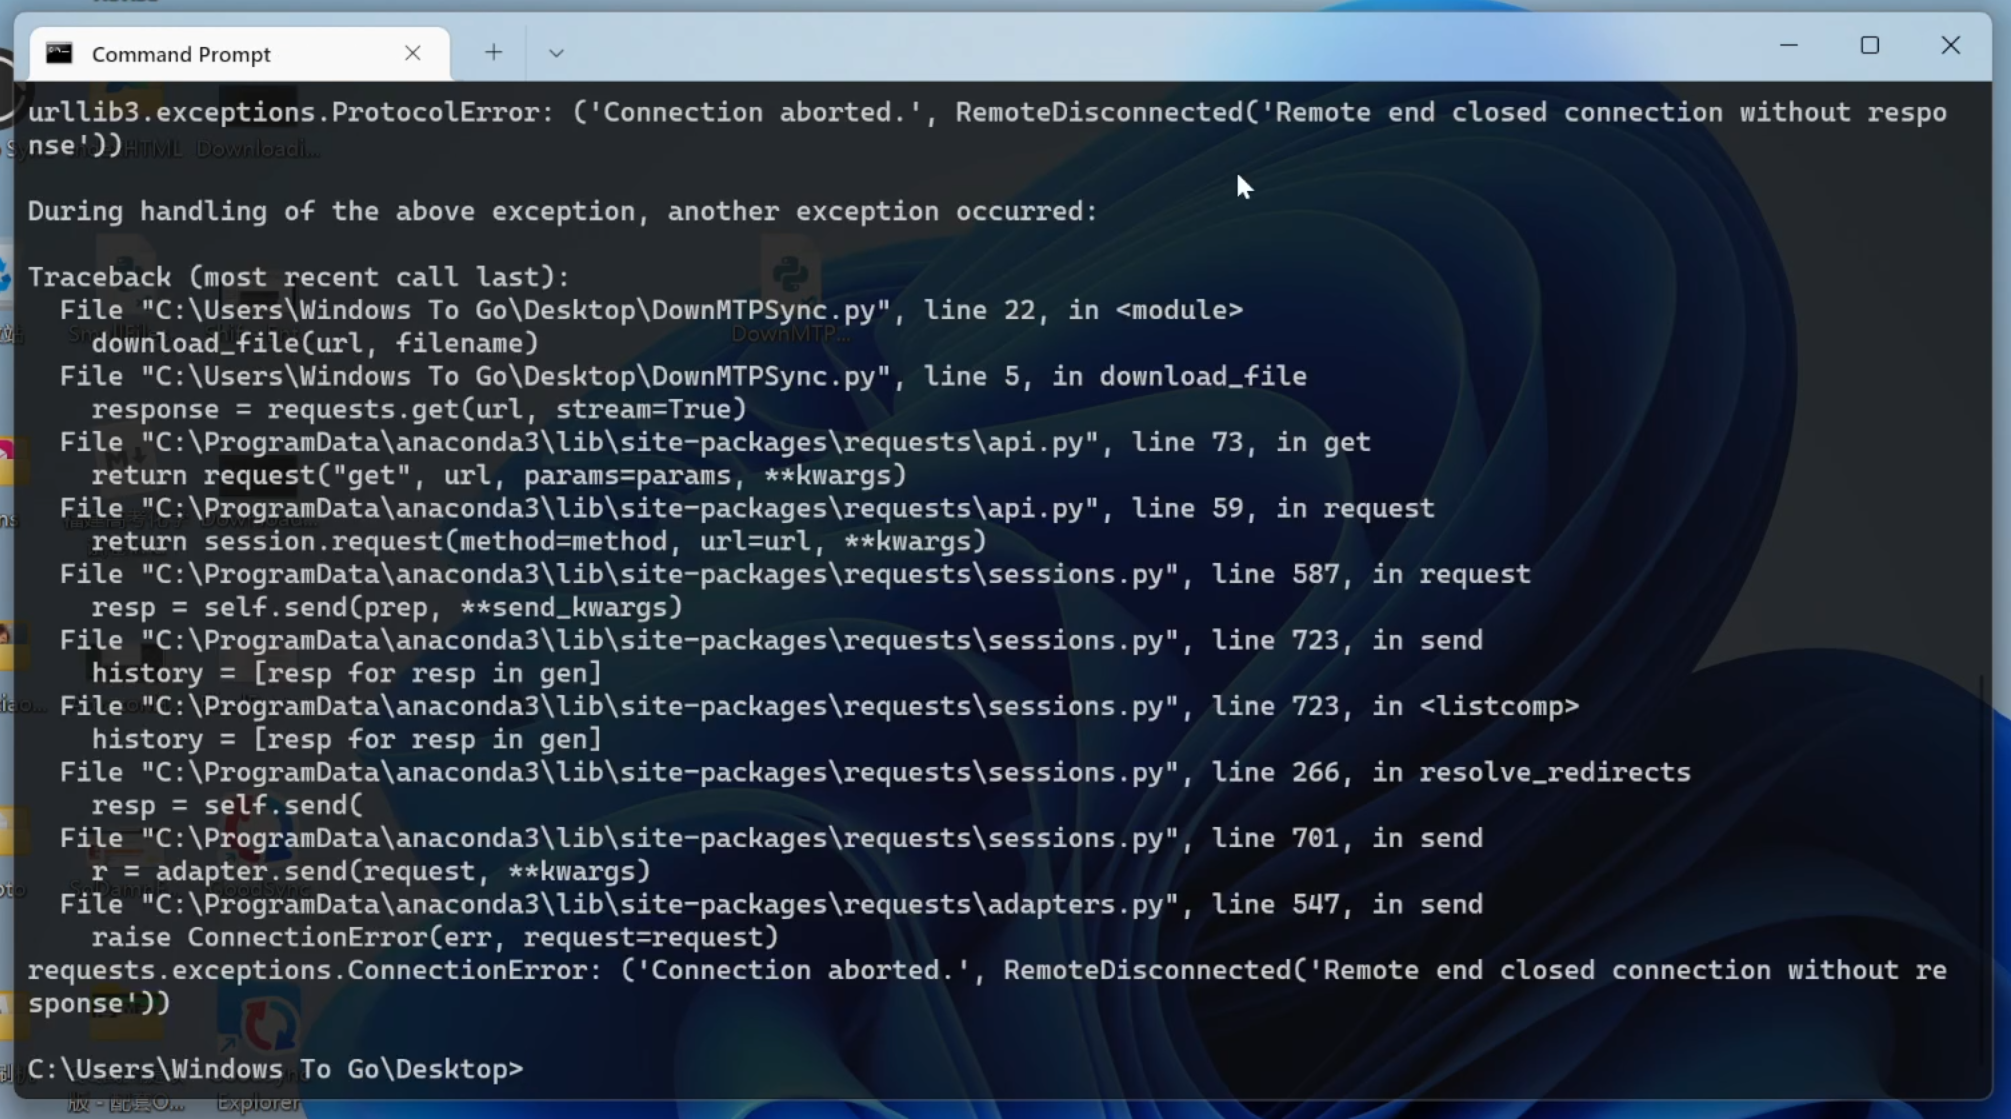 Command Prompt
urllib3.exceptions.ProtocolError: ('Connection aborted.', RemoteDisconnected('Remote end closed connection without respo
nse'))
During handling of the above exception, another exception occurred:
Traceback (most recent call last):
  File "C:\Users\Windows To Go\Desktop\DownMTPSync.py", line 22, in <module>
    download_file(url, filename)
  File "C:\Users\Windows To Go\Desktop\DownMTPSync.py", line 5, in download_file
    response = requests.get(url, stream=True)
  File "C:\ProgramData\anaconda3\lib\site-packages\requests\api.py", line 73, in get
    return request("get", url, params=params, **kwargs)
  File "C:\ProgramData\anaconda3\lib\site-packages\requests\api.py", line 59, in request
    return session.request(method=method, url=url, **kwargs)
  File "C:\ProgramData\anaconda3\lib\site-packages\requests\sessions.py", line 587, in request
    resp = self.send(prep, **send_kwargs)
  File "C:\ProgramData\anaconda3\lib\site-packages\requests\sessions.py", line 723, in send
    history = [resp for resp in gen]
  File "C:\ProgramData\anaconda3\lib\site-packages\requests\sessions.py", line 723, in <listcomp>
    history = [resp for resp in gen]
  File "C:\ProgramData\anaconda3\lib\site-packages\requests\sessions.py", line 266, in resolve_redirects
    resp = self.send(
  File "C:\ProgramData\anaconda3\lib\site-packages\requests\sessions.py", line 701, in send
    r = adapter.send(request, **kwargs)
  File "C:\ProgramData\anaconda3\lib\site-packages\requests\adapters.py", line 547, in send
    raise ConnectionError(err, request=request)
requests.exceptions.ConnectionError: ('Connection aborted.', RemoteDisconnected('Remote end closed connection without re
sponse'))
C:\Users\Windows To Go\Desktop>
DownMTP...
Downloadi...
Explorer